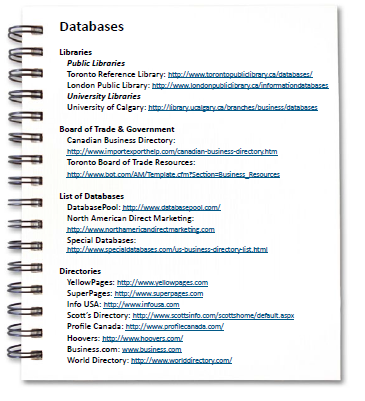 Databases
Libraries
Public Libraries
Toronto Reference Library: http://www.torontopubliclibrary.ca/databases/
London Public Library: http://www.londonpubliclibrary.ca/informationdatabases
University Libraries
University of Calgary: http://library.ucalgary.ca/branches/business/databases
Board of Trade & Government
Canadian Business Directory:
http://www.importexporthelp.com/canadian-business-directory.htm
Toronto Board of Trade Resources:
http://www.bot.com/AM/Template.cfm?Section=Business_Resources
List of Databases
DatabasePool: http://www.databasepool.com/
North American Direct Marketing:
http://www.northamericandirectmarketing.com
Special Databases:
http://www.specialdatabases.com/us-business-directory-list.html
Directories
YellowPages: http://www.yellowpages.com
SuperPages: http://www.superpages.com
Info USA: http://www.infousa.com
Scott's Directory: http://www.scottsinfo.com/scottshome/default.aspx
Profile Canada: http://www.profilecanada.com/
Hoovers: http://www.hoovers.com/
Business.com: www.business.com
World Directory: http://www.worlddirectory.com/